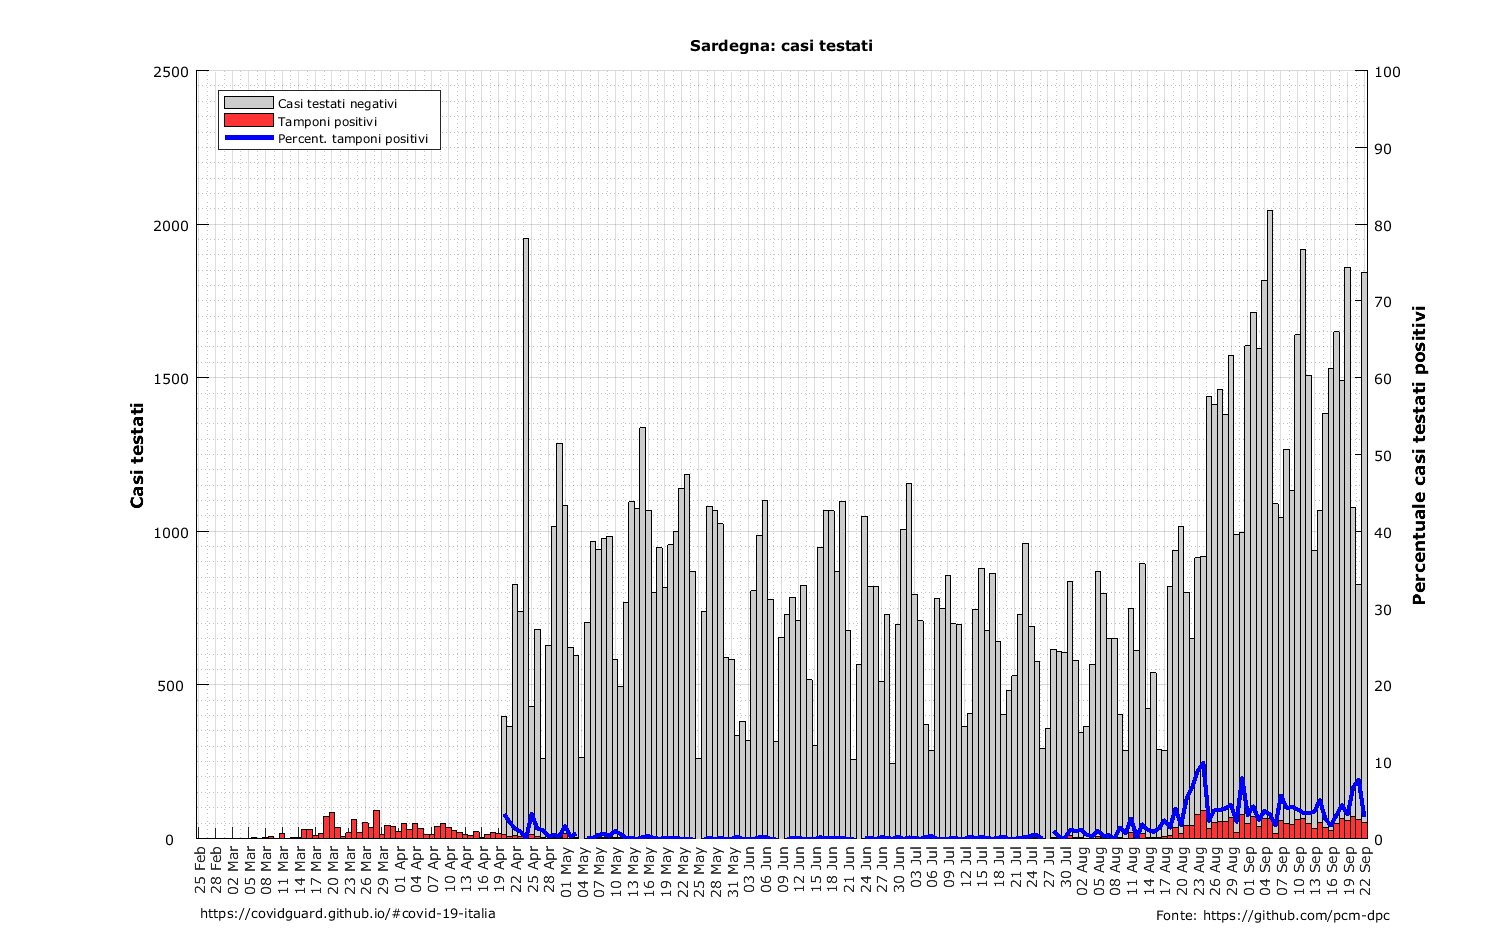 Sardegna: casi testati
Casi testati negativi
Tamponi positivi
Percent. tamponi positivi
Casi testati
2500
2000
1500
1000
500
0
Percentuale casi testati positivi
100
90
80
70
60
50
40
30
20
10
0
25 Feb
28 Feb
02 Mar
05 Mar
08 Mar
11 Mar
14 Mar
17 Mar
20 Mar
23 Mar
26 Mar
29 Mar
01 Apr
04 Apr
07 Apr
10 Apr
13 Apr
16 Apr
19 Apr
22 Apr
25 Apr
28 Apr
01 May
04 May
07 May
10 May
13 May
16 May
19 May
22 May
25 May
28 May
31 May
03 Jun
06 Jun
09 Jun
12 Jun
15 Jun
18 Jun
21 Jun
24 Jun
27 Jun
30 Jun
03 Jul
06 Jul
09 Jul
12 Jul
15 Jul
18 Jul
21 Jul
24 Jul
27 Jul
30 Jul
02 Aug
05 Aug
08 Aug
11 Aug
14 Aug
17 Aug
20 Aug
23 Aug
26 Aug
29 Aug
01 Sep
04 Sep
07 Sep
10 Sep
13 Sep
16 Sep
19 Sep
22 Sep
https://covidguard.github.io/#covid-19-italia
Fonte: https://github.com/pcm-dpc